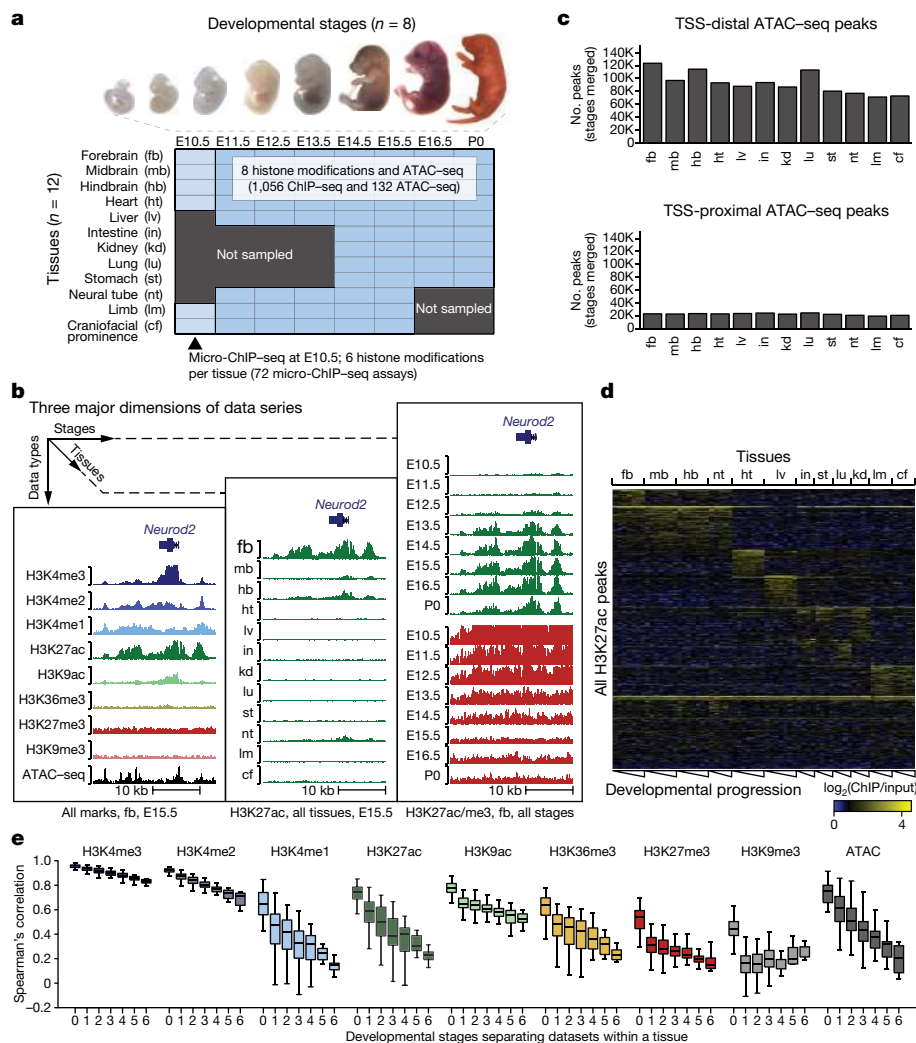 a
Developmental stages (n = 8)
E10.5 E11.5 E12.5 E13.5 E14.5 E15.5 E16.5 P0
Tissues (n = 12)
Forebrain (fb)
Midbrain (mb)
Hindbrain (hb)
Heart (ht)
Liver (lv)
Intestine (in)
Kidney (kd)
Lung (lu)
Stomach (st)
Neural tube (nt)
Limb (lm)
Craniofacial (cf)
prominence
8 histone modifications and ATAC–seq
(1,056 ChIP–seq and 132 ATAC–seq)
Not sampled
Not sampled
Micro-ChIP–seq at E10.5; 6 histone modifications
per tissue (72 micro-ChIP–seq assays)
b
Three major dimensions of data series
Stages
Tissues
Data types
Neurod2
H3K4me3
H3K4me2
H3K4me1
H3K27ac
H3K9ac
H3K36me3
H3K27me3
H3K9me3
ATAC–seq
10 kb
All marks, fb, E15.5
Neurod2
fb
mb
hb
ht
lv
in
kd
lu
st
nt
lm
cf
10 kb
H3K27ac, all tissues, E15.5
Neurod2
E10.5
E11.5
E12.5
E13.5
E14.5
E15.5
E16.5
P0
E10.5
E11.5
E12.5
E13.5
E14.5
E15.5
E16.5
P0
10 kb
H3K27ac/me3, fb, all stages
c
TSS-distal ATAC–seq peaks
No. peaks
(stages merged)
140K
120K
100K
80K
60K
40K
20K
0
fb mb hb ht lv in kd lu st nt lm cf
TSS-proximal ATAC–seq peaks
No. peaks
(stages merged)
140K
120K
100K
80K
60K
40K
20K
0
fb mb hb ht lv in kd lu st nt lm cf
d
Tissues
fb mb hb nt ht lv in st lu kd lm cf
All H3K27ac peaks
Developmental progression
log2(ChIP/input)
0 4
e
H3K4me3 H3K4me2 H3K4me1 H3K27ac H3K9ac H3K36me3 H3K27me3 H3K9me3 ATAC
Spearman's correlation
1.0
0.8
0.6
0.4
0.2
0
−0.2
0 1 2 3 4 5 6 0 1 2 3 4 5 6 0 1 2 3 4 5 6 0 1 2 3 4 5 6 0 1 2 3 4 5 6 0 1 2 3 4 5 6 0 1 2 3 4 5 6 0 1 2 3 4 5 6 0 1 2 3 4 5 6
Developmental stages separating datasets within a tissue